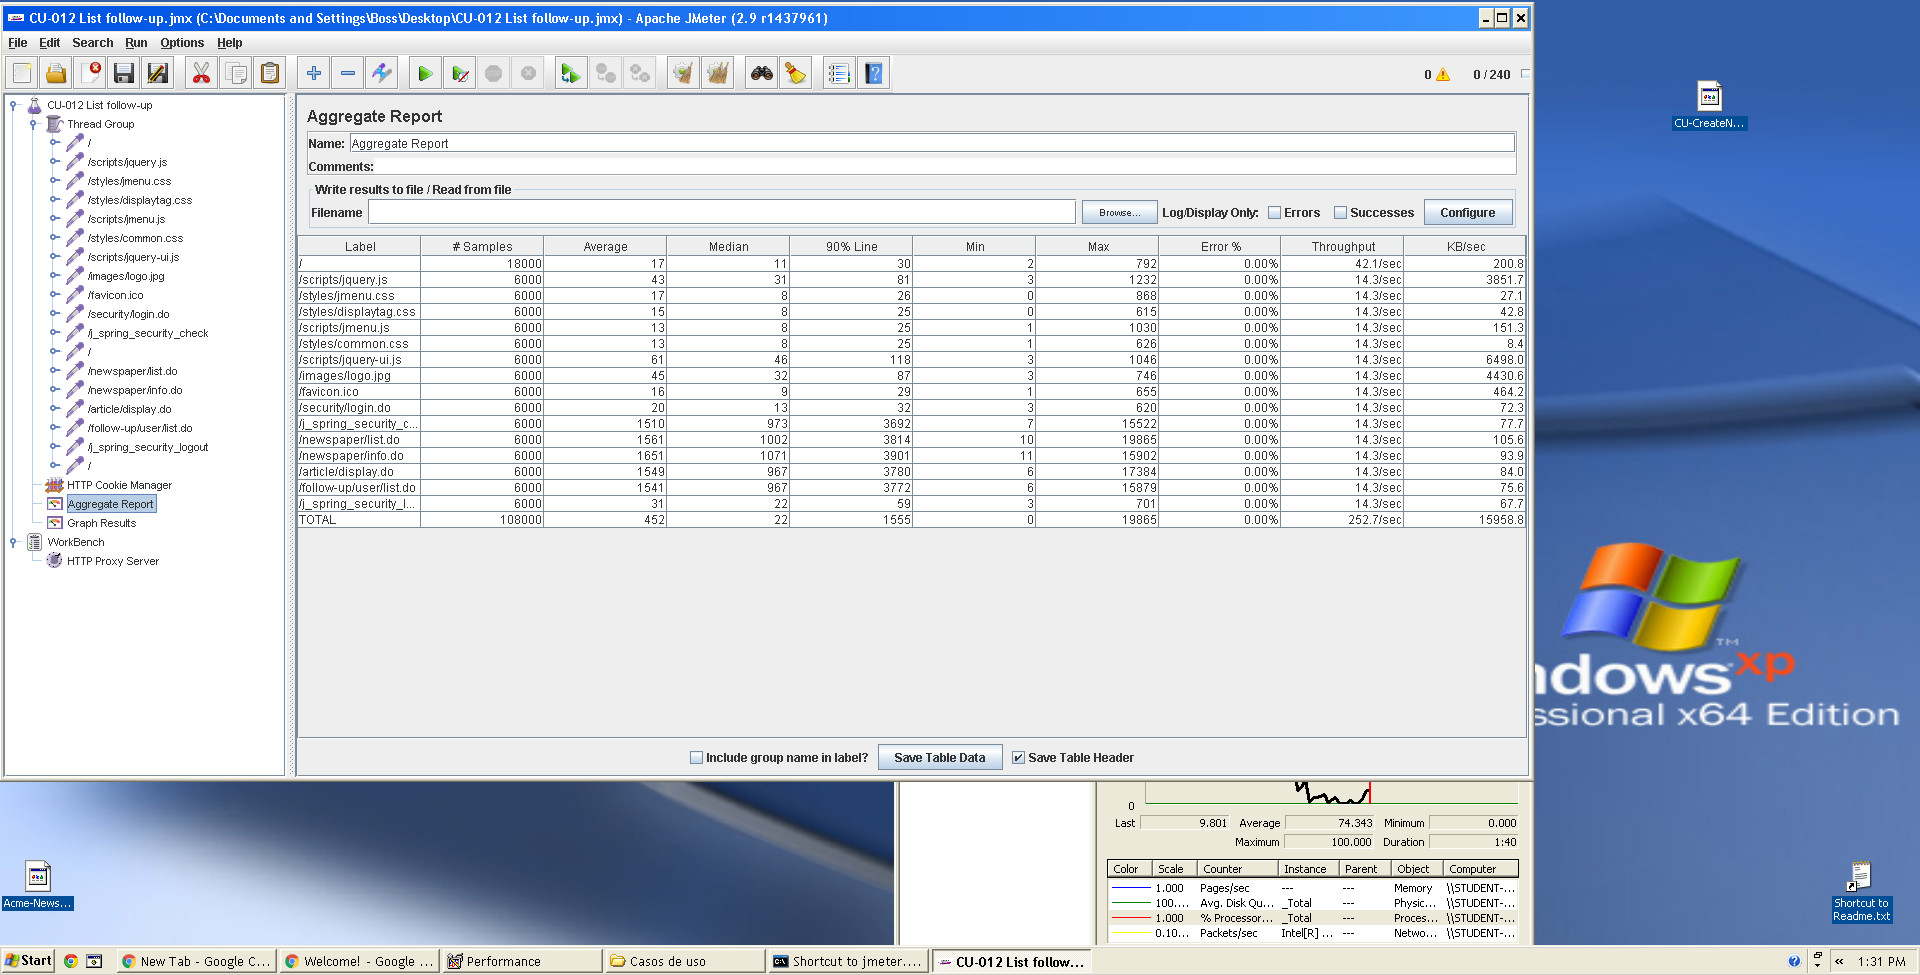 CU-012 List follow-up.jmx (C:\Documents and Settings\Boss\Desktop\CU-012 List follow-up.jmx) - Apache JMeter (2.9 r1437961)
File Edit Search Run Options Help
0 0 / 240
CU-012 List follow-up
Thread Group
/
/scripts/jquery.js
/styles/jmenu.css
/styles/displaytag.css
/scripts/jmenu.js
/styles/common.css
/scripts/jquery-ui.js
/images/logo.jpg
/favicon.ico
/security/login.do
/j_spring_security_check
/
/newspaper/list.do
/newspaper/info.do
/article/display.do
/follow-up/user/list.do
/j_spring_security_logout
/
HTTP Cookie Manager
Aggregate Report
Graph Results
WorkBench
HTTP Proxy Server
Aggregate Report
Name: Aggregate Report
Comments:
Write results to file / Read from file
Filename Browse... Log/Display Only: Errors Successes Configure
Label # Samples Average Median 90% Line Min Max Error % Throughput KB/sec
/ 18000 17 11 30 2 792 0.00% 42.1/sec 200.8
/scripts/jquery.js 6000 43 31 81 3 1232 0.00% 14.3/sec 3851.7
/styles/jmenu.css 6000 17 8 26 0 868 0.00% 14.3/sec 27.1
/styles/displaytag.css 6000 15 8 25 0 615 0.00% 14.3/sec 42.8
/scripts/jmenu.js 6000 13 8 25 1 1030 0.00% 14.3/sec 151.3
/styles/common.css 6000 13 8 25 1 626 0.00% 14.3/sec 8.4
/scripts/jquery-ui.js 6000 61 46 118 3 1046 0.00% 14.3/sec 6498.0
/images/logo.jpg 6000 45 32 87 3 746 0.00% 14.3/sec 4430.6
/favicon.ico 6000 16 9 29 1 655 0.00% 14.3/sec 464.2
/security/login.do 6000 20 13 32 3 620 0.00% 14.3/sec 72.3
/j_spring_security_c... 6000 1510 973 3692 7 15522 0.00% 14.3/sec 77.7
/newspaper/list.do 6000 1561 1002 3814 10 19865 0.00% 14.3/sec 105.6
/newspaper/info.do 6000 1651 1071 3901 11 15902 0.00% 14.3/sec 93.9
/article/display.do 6000 1549 967 3780 6 17384 0.00% 14.3/sec 84.0
/follow-up/user/list.do 6000 1541 967 3772 6 15879 0.00% 14.3/sec 75.6
/j_spring_security_l... 6000 31 22 59 3 701 0.00% 14.3/sec 67.7
TOTAL 108000 452 22 1555 0 19865 0.00% 252.7/sec 15958.8
Include group name in label? Save Table Data Save Table Header
CU-CreateN...
ndows xp TM
ssional x64 Edition
Acme-News...
Shortcut to
Readme.txt
0
Last 9.801 Average 74.343 Minimum 0.000
Maximum 100.000 Duration 1:40
Color Scale Counter Instance Parent Object Computer
1.000 Pages/sec --- --- Memory \\STUDENT-...
100.... Avg. Disk Qu... _Total --- Physic... \\STUDENT-...
1.000 % Processor... _Total --- Proces... \\STUDENT-...
0.10... Packets/sec Intel[R] ... --- Netwo... \\STUDENT-...
Start New Tab - Google C... Welcome! - Google ... Performance Casos de uso Shortcut to jmeter.... CU-012 List follow... « 1:31 PM